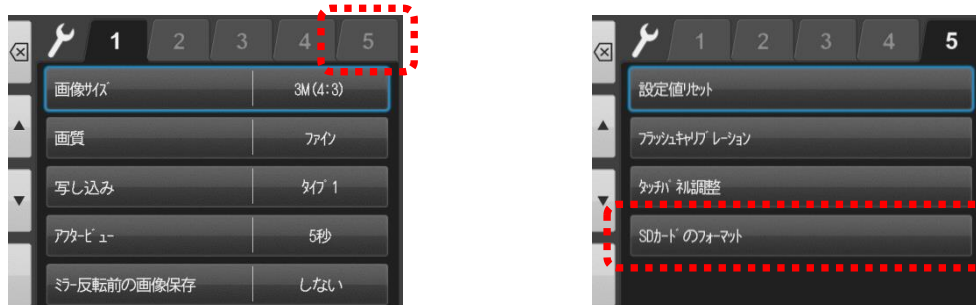 1 2 3 4 5
画像ｻｲｽﾞ 3M(4:3)
画質 ﾌｧｲﾝ
写し込み ﾀｲﾌﾟ1
ｱﾌﾀｰﾋﾞｭｰ 5秒
ﾐﾗｰ反転前の画像保存 しない
1 2 3 4 5
設定値ﾘｾｯﾄ
ﾌﾗｯｼｭｷｬﾘﾌﾞﾚｰｼｮﾝ
ﾀｯﾁﾊﾟﾈﾙ調整
SDｶｰﾄﾞのﾌｫｰﾏｯﾄ